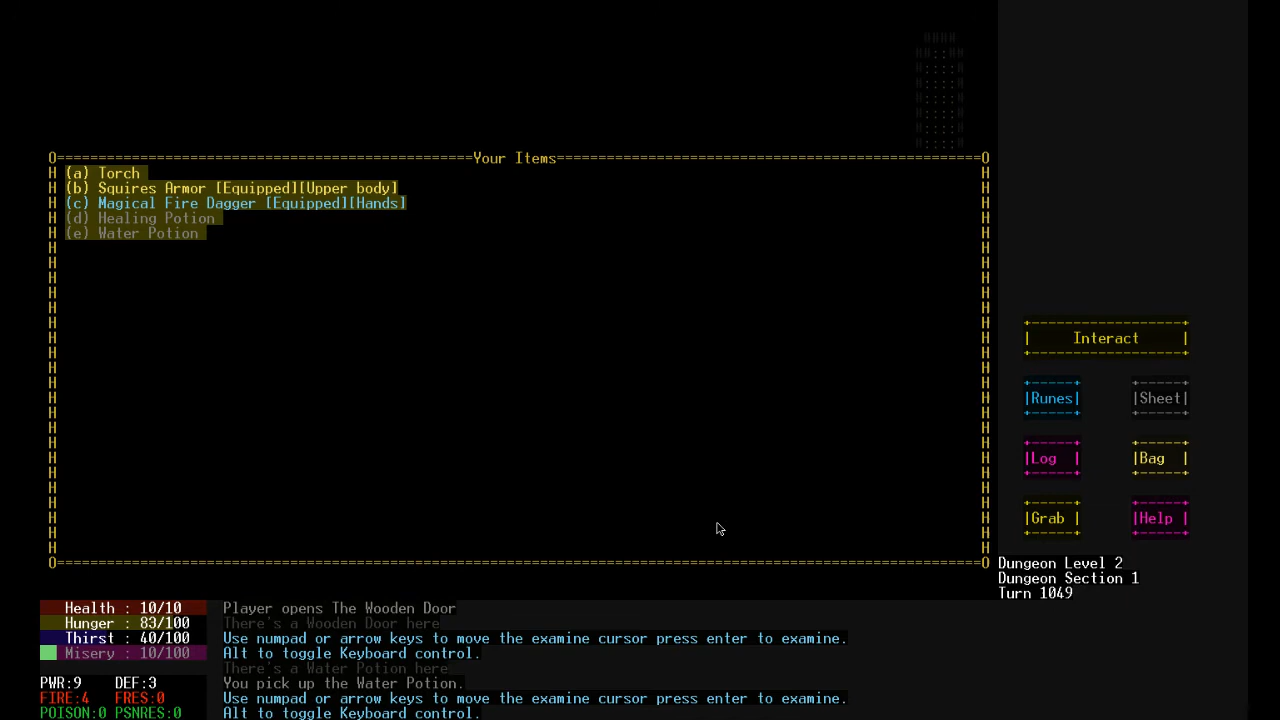 Your Items
(a) Torch
(b) Squires Armor [Equipped][Upper body]
(c) Magical Fire Dagger [Equipped][Hands]
(d) Healing Potion
(e) Water Potion
Interact
Runes
Sheet
Log
Bag
Grab
Help
Dungeon Level 2
Dungeon Section 1
Turn 1049
Health : 10/10
Hunger : 83/100
Thirst : 40/100
Misery : 10/100
PWR:9 DEF:3
FIRE:4 FRES:0
POISON:0 PSNRES:0
Player opens The Wooden Door
There's a Wooden Door here
Use numpad or arrow keys to move the examine cursor press enter to examine.
Alt to toggle Keyboard control.
There's a Water Potion here
You pick up the Water Potion.
Use numpad or arrow keys to move the examine cursor press enter to examine.
Alt to toggle Keyboard control.